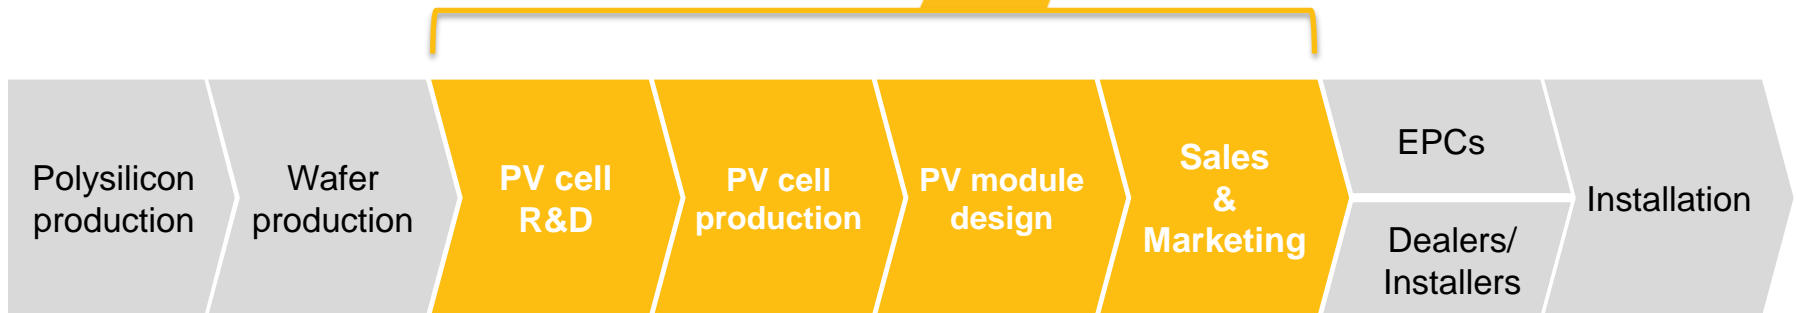 Polysilicon
production
Wafer
production
PV cell
R&D
PV cell
production
PV module
design
Sales
&
Marketing
EPCs
Dealers/
Installers
Installation